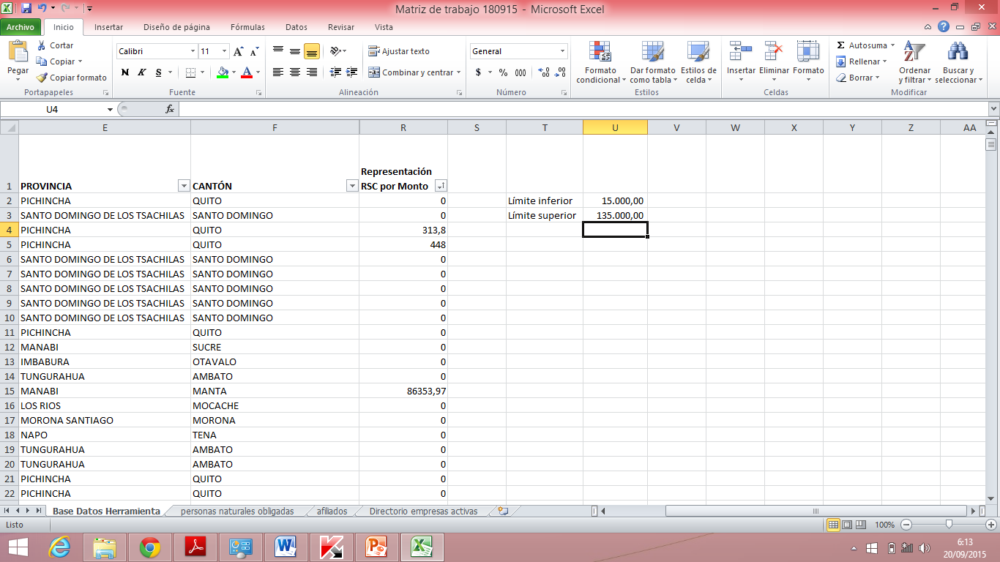 Matriz de trabajo 180915 - Microsoft Excel
Archivo Inicio Insertar Diseño de página Fórmulas Datos Revisar Vista
Pegar
Cortar
Copiar
Copiar formato
Portapapeles
Calibri 11
N K S
A A A
Fuente
Ajustar texto
Combinar y centrar
Alineación
General
$ % 000
Número
Formato condicional
Dar formato como tabla
Estilos de celda
Estilos
Insertar Eliminar Formato
Celdas
Σ Autosuma
Rellenar
Borrar
Ordenar y filtrar
Buscar y seleccionar
Modificar
U4 fx
E F R S T U V W X Y Z AA
1 PROVINCIA CANTÓN Representación RSC por Monto
2 PICHINCHA QUITO 0 Límite inferior 15.000,00
3 SANTO DOMINGO DE LOS TSACHILAS SANTO DOMINGO 0 Límite superior 135.000,00
4 PICHINCHA QUITO 313,8
5 PICHINCHA QUITO 448
6 SANTO DOMINGO DE LOS TSACHILAS SANTO DOMINGO 0
7 SANTO DOMINGO DE LOS TSACHILAS SANTO DOMINGO 0
8 SANTO DOMINGO DE LOS TSACHILAS SANTO DOMINGO 0
9 SANTO DOMINGO DE LOS TSACHILAS SANTO DOMINGO 0
10 SANTO DOMINGO DE LOS TSACHILAS SANTO DOMINGO 0
11 PICHINCHA QUITO 0
12 MANABI SUCRE 0
13 IMBABURA OTAVALO 0
14 TUNGURAHUA AMBATO 0
15 MANABI MANTA 86353,97
16 LOS RIOS MOCACHE 0
17 MORONA SANTIAGO MORONA 0
18 NAPO TENA 0
19 TUNGURAHUA AMBATO 0
20 TUNGURAHUA AMBATO 0
21 PICHINCHA QUITO 0
22 PICHINCHA QUITO 0
Base Datos Herramienta personas naturales obligadas afiliados Directorio empresas activas
Listo 100%
6:13
20/09/2015